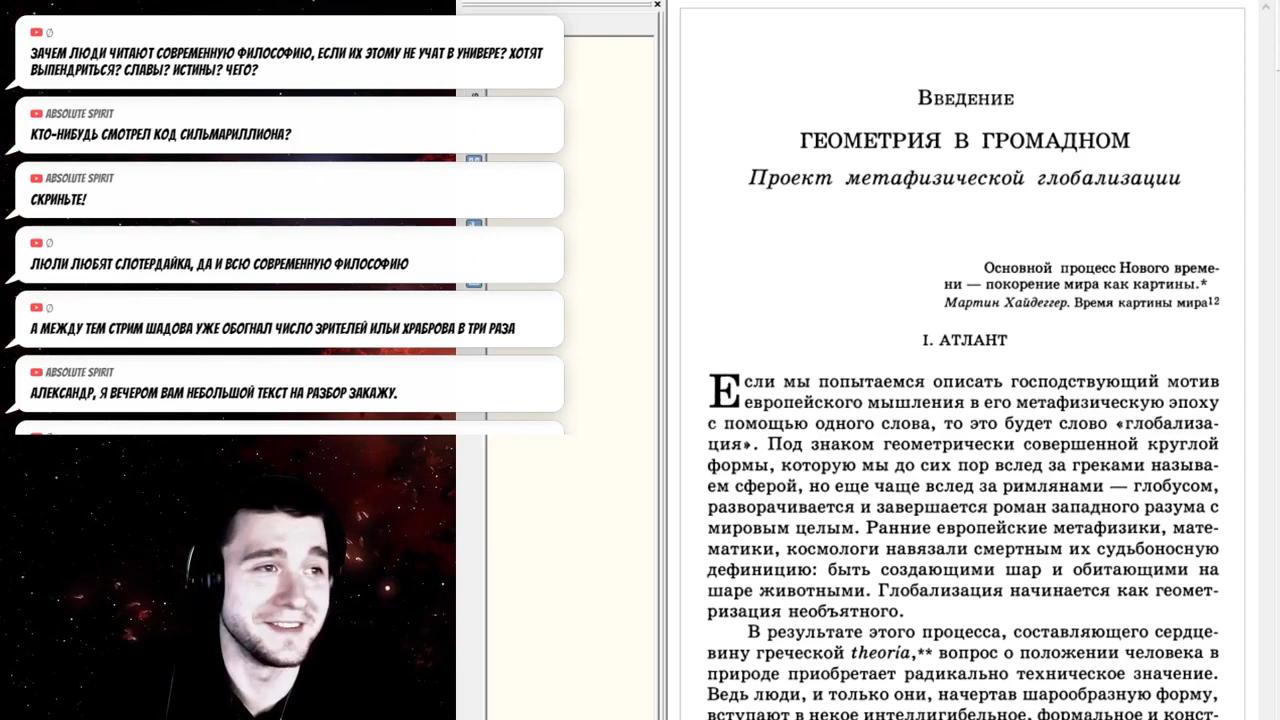 Ø
ЗАЧЕМ ЛЮДИ ЧИТАЮТ СОВРЕМЕННУЮ ФИЛОСОФИЮ, ЕСЛИ ИХ ЭТОМУ НЕ УЧАТ В УНИВЕРЕ? ХОТЯТ
ВЫПЕНДРИТЬСЯ? СЛАВЫ? ИСТИНЫ? ЧЕГО?
ABSOLUTE SPIRIT
КТО-НИБУДЬ СМОТРЕЛ КОД СИЛЬМАРИЛЛИОНА?
ABSOLUTE SPIRIT
СКРИНЬТЕ!
Ø
ЛЮЛИ ЛЮБЯТ СЛОТЕРДАЙКА, ДА И ВСЮ СОВРЕМЕННУЮ ФИЛОСОФИЮ
Ø
А МЕЖДУ ТЕМ СТРИМ ШАДОВА УЖЕ ОБОГНАЛ ЧИСЛО ЗРИТЕЛЕЙ ИЛЬИ ХРАБРОВА В ТРИ РАЗА
ABSOLUTE SPIRIT
АЛЕКСАНДР, Я ВЕЧЕРОМ ВАМ НЕБОЛЬШОЙ ТЕКСТ НА РАЗБОР ЗАКАЖУ.
Введение
ГЕОМЕТРИЯ В ГРОМАДНОМ
Проект метафизической глобализации
Основной процесс Нового време-
ни — покорение мира как картины.*
Мартин Хайдеггер. Время картины мира12
I. АТЛАНТ
Если мы попытаемся описать господствующий мотив
европейского мышления в его метафизическую эпоху
с помощью одного слова, то это будет слово «глобализа-
ция». Под знаком геометрически совершенной круглой
формы, которую мы до сих пор вслед за греками называ-
ем сферой, но еще чаще вслед за римлянами — глобусом,
разворачивается и завершается роман западного разума с
мировым целым. Ранние европейские метафизики, мате-
матики, космологи навязали смертным их судьбоносную
дефиницию: быть создающими шар и обитающими на
шаре животными. Глобализация начинается как геомет-
ризация необъятного.
В результате этого процесса, составляющего сердце-
вину греческой theoría,** вопрос о положении человека в
природе приобретает радикально техническое значение.
Ведь люди, и только они, начертав шарообразную форму,
вступают в некое интеллигибельное, формальное и конст-